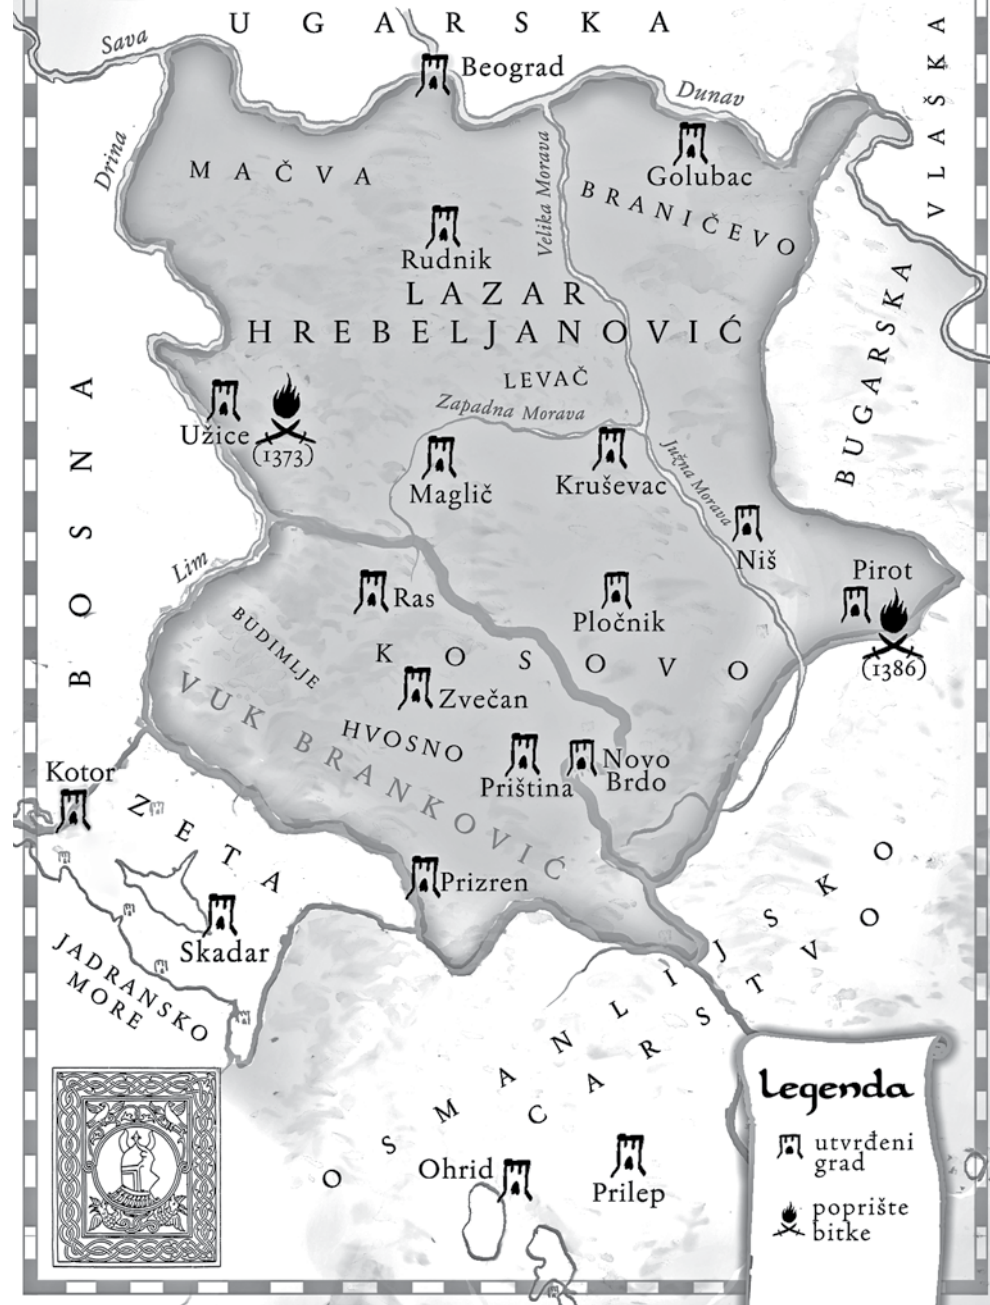 UGARSKA
Sava
Beograd
Dunav
VLAŠKA
Drina
MAČVA
Velika Morava
Golubac
BRANIČEVO
Rudnik
LAZAR
HREBELJANOVIĆ
BUGARSKA
LEVAČ
Zapadna Morava
BOSNA
Užice
(1373)
Maglič
Kruševac
Južna Morava
Niš
Lim
Pirot
(1386)
Ras
Pločnik
BUDIMLJE
KOSOVO
Zvečan
VUK BRANKOVIĆ
HVOSNO
Priština
Novo
Brdo
Kotor
ZETA
Prizren
Skadar
JADRANSKO
MORE
OSMANLIJSKO
CARSTVO
Ohrid
Prilep
Legenda
utvrđeni
grad
poprište
bitke